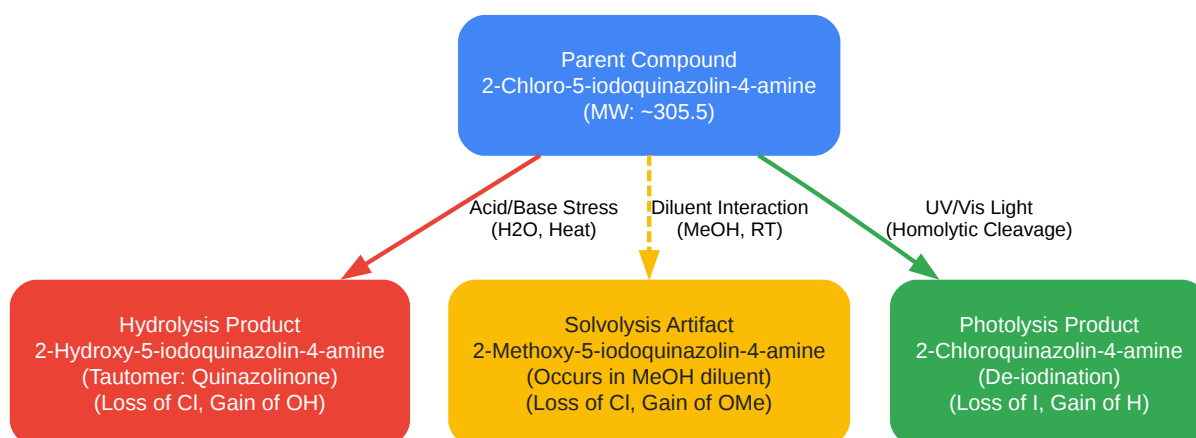 Parent Compound
2-Chloro-5-iodoquinazolin-4-amine
(MW: ~305.5)
Acid/Base Stress
(H2O, Heat)
Diluent Interaction
(MeOH, RT)
UV/Vis Light
(Homolytic Cleavage)
Hydrolysis Product
2-Hydroxy-5-iodoquinazolin-4-amine
(Tautomer: Quinazolinone)
(Loss of Cl, Gain of OH)
Solvolysis Artifact
2-Methoxy-5-iodoquinazolin-4-amine
(Occurs in MeOH diluent)
(Loss of Cl, Gain of OMe)
Photolysis Product
2-Chloroquinazolin-4-amine
(De-iodination)
(Loss of I, Gain of H)